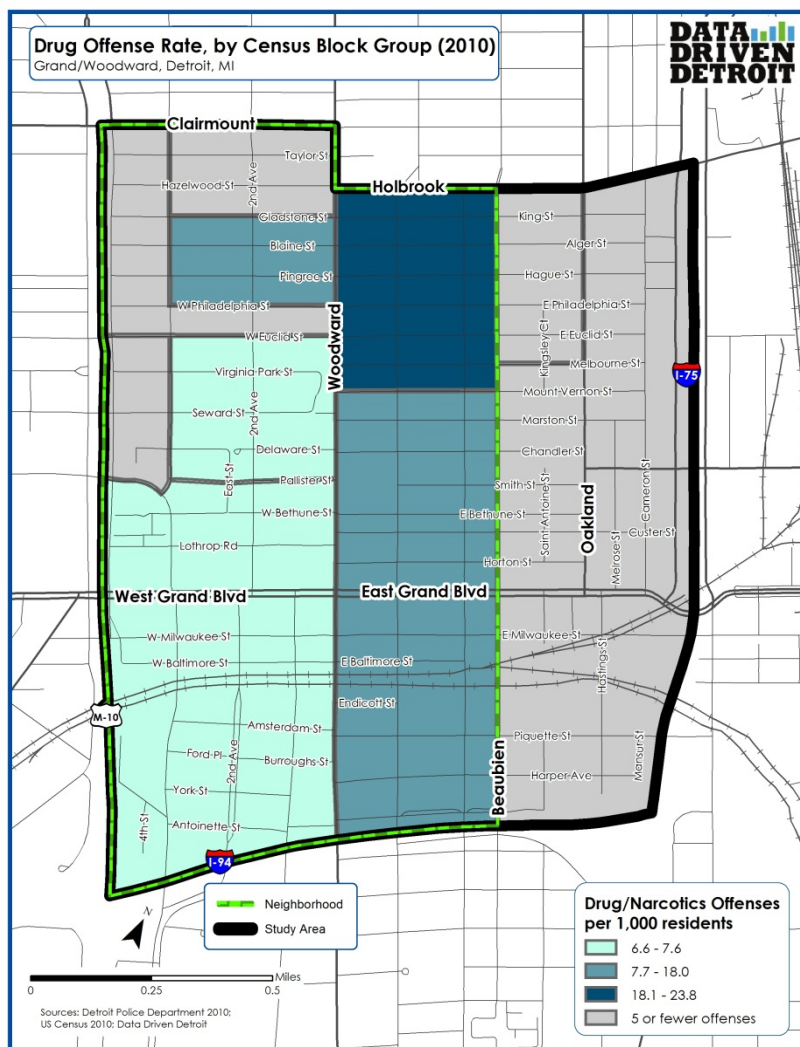 Drug Offense Rate, by Census Block Group (2010)
Grand/Woodward, Detroit, MI
DATA
DRIVEN
DETROIT
Clairmount
Taylor St
Holbrook
Hazelwood St
2nd Ave
Gladstone St
King St
Blaine St
Alger St
Pingree St
Hague St
W Philadelphia St
E Philadelphia St
W Euclid St
Woodward
Kingsley Ct
E Euclid St
Virginia Park St
Melbourne St
I-75
Mount Vernon St
Seward St
2nd Ave
Marston St
Delaware St
Chandler St
East St
Pallister St
Smith St
Cameron St
W Bethune St
E Bethune St
Saint Antoine St
Oakland
Custer St
Lothrop Rd
Horton St
Melrose St
West Grand Blvd
East Grand Blvd
W Milwaukee St
E Milwaukee St
W Baltimore St
E Baltimore St
Hastings St
M-10
Endicott St
Amsterdam St
Piquette St
Ford Pl
2nd Ave
Burroughs St
Beaubien
Harper Ave
Mansur St
York St
4th St
Antoinette St
I-94
N
Neighborhood
Study Area
Miles
0
0.25
0.5
Sources: Detroit Police Department 2010;
US Census 2010; Data Driven Detroit
Drug/Narcotics Offenses
per 1,000 residents
6.6 - 7.6
7.7 - 18.0
18.1 - 23.8
5 or fewer offenses